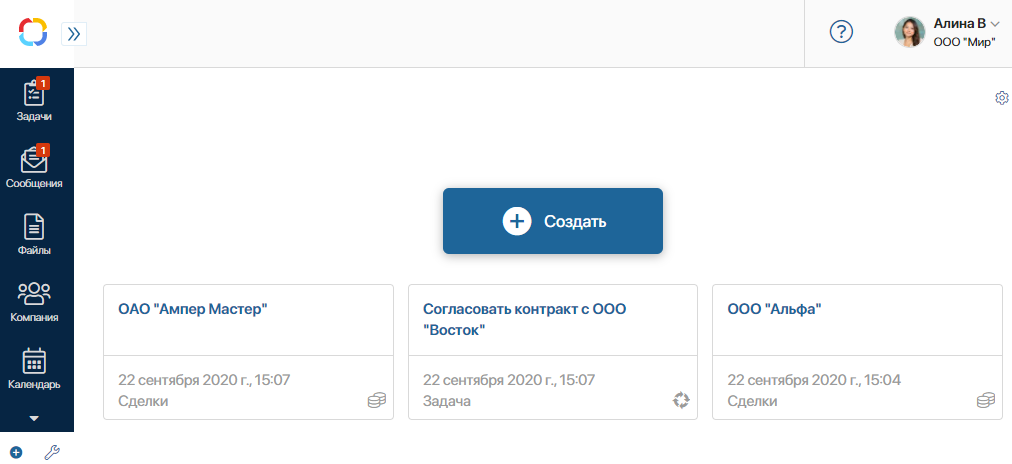 ?
Алина В
ООО "Мир"
1
Задачи
1
Сообщения
Файлы
Компания
Календарь
Создать
ОАО "Ампер Мастер"
22 сентября 2020 г., 15:07
Сделки
Согласовать контракт с ООО
"Восток"
22 сентября 2020 г., 15:07
Задача
ООО "Альфа"
22 сентября 2020 г., 15:04
Сделки